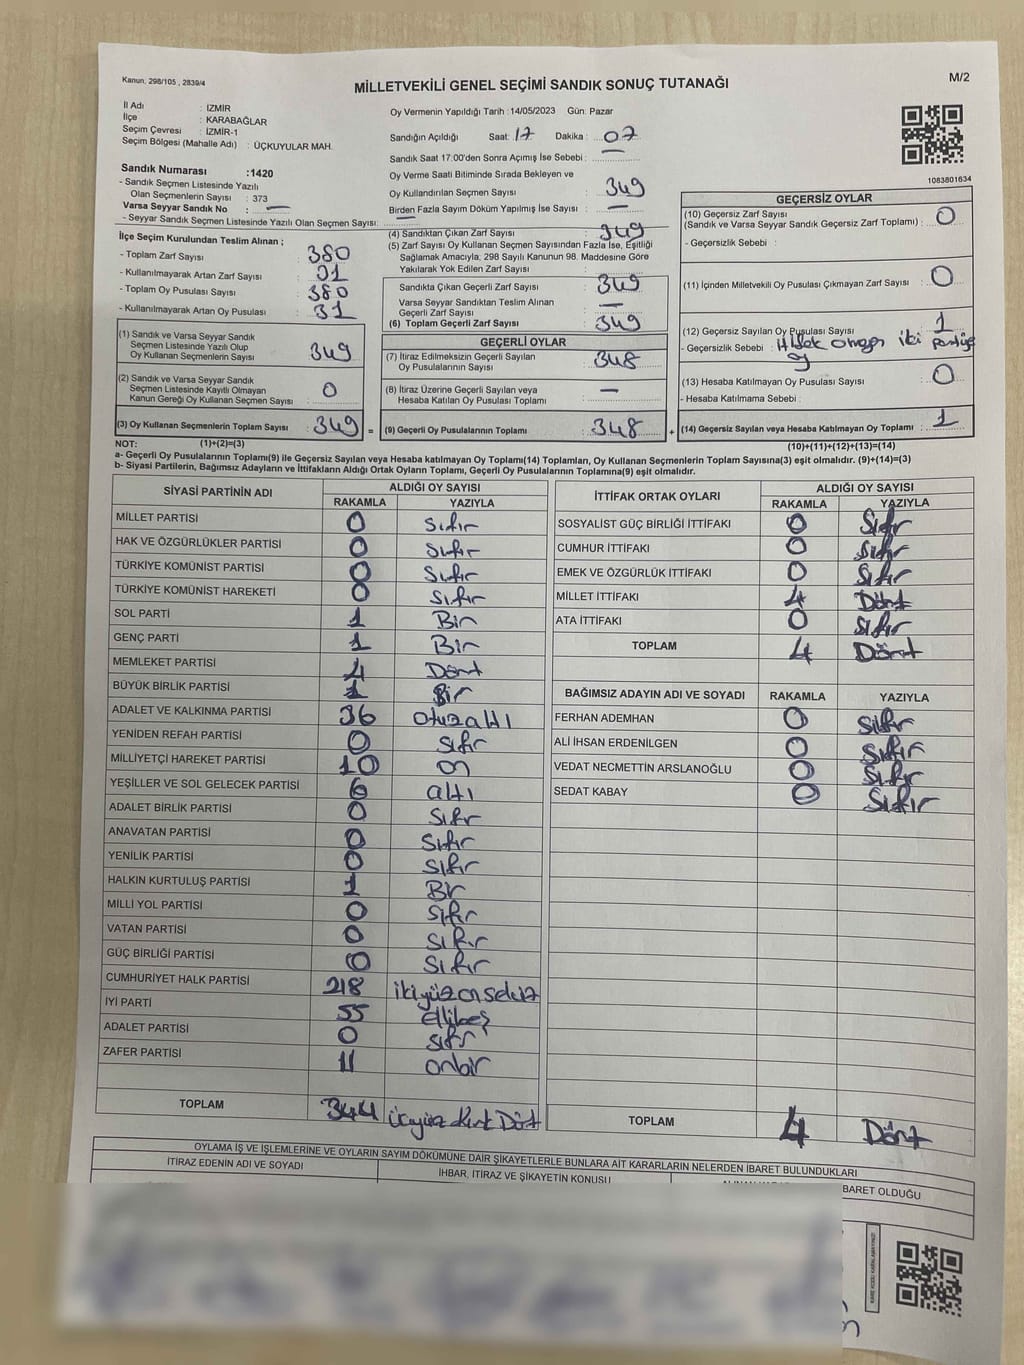 Kanun: 298/105 , 2839/4
MİLLETVEKİLİ GENEL SEÇİMİ SANDIK SONUÇ TUTANAĞI
M/2
İl Adı : İZMİR
İlçe : KARABAĞLAR
Seçim Çevresi : İZMİR-1
Seçim Bölgesi (Mahalle Adı) : ÜÇKUYULAR MAH.
Sandık Numarası :1420
- Sandık Seçmen Listesinde Yazılı
Olan Seçmenlerin Sayısı : 373
Varsa Seyyar Sandık No : —
- Seyyar Sandık Seçmen Listesinde Yazılı Olan Seçmen Sayısı:
Oy Vermenin Yapıldığı Tarih : 14/05/2023 Gün: Pazar
Sandığın Açıldığı Saat: 17 Dakika : 07
Sandık Saat 17.00'den Sonra Açımış İse Sebebi : —
Oy Verme Saati Bitiminde Sırada Bekleyen ve
Oy Kullandırılan Seçmen Sayısı : 349
Birden Fazla Sayım Döküm Yapılmış İse Sayısı : —
1083801634
İlçe Seçim Kurulundan Teslim Alınan ;
- Toplam Zarf Sayısı : 380
- Kullanılmayarak Artan Zarf Sayısı : 31
- Toplam Oy Pusulası Sayısı : 380
- Kullanılmayarak Artan Oy Pusulası : 31
(4) Sandıktan Çıkan Zarf Sayısı : 349
(5) Zarf Sayısı Oy Kullanan Seçmen Sayısından Fazla İse, Eşitliği
Sağlamak Amacıyla, 298 Sayılı Kanunun 98. Maddesine Göre
Yakılarak Yok Edilen Zarf Sayısı :
Sandıkta Çıkan Geçerli Zarf Sayısı : 349
Varsa Seyyar Sandıktan Teslim Alınan
Geçerli Zarf Sayısı : —
(6) Toplam Geçerli Zarf Sayısı : 349
GEÇERSİZ OYLAR
(10) Geçersiz Zarf Sayısı
(Sandık ve Varsa Seyyar Sandık Geçersiz Zarf Toplamı) : 0
- Geçersizlik Sebebi :
(11) İçinden Milletvekili Oy Pusulası Çıkmayan Zarf Sayısı : 0
(12) Geçersiz Sayılan Oy Pusulası Sayısı : 1
- Geçersizlik Sebebi : iki partiye
oy
(13) Hesaba Katılmayan Oy Pusulası Sayısı : 0
- Hesaba Katılmama Sebebi :
(1) Sandık ve Varsa Seyyar Sandık
Seçmen Listesinde Yazılı Olup
Oy Kullanan Seçmenlerin Sayısı : 349
(2) Sandık ve Varsa Seyyar Sandık
Seçmen Listesinde Kayıtlı Olmayan
Kanun Gereği Oy Kullanan Seçmen Sayısı : 0
GEÇERLİ OYLAR
(7) İtiraz Edilmeksizin Geçerli Sayılan
Oy Pusulalarının Sayısı : 348
(8) İtiraz Üzerine Geçerli Sayılan veya
Hesaba Katılan Oy Pusulası Toplamı : —
(3) Oy Kullanan Seçmenlerin Toplam Sayısı : 349 = (9) Geçerli Oy Pusulalarının Toplamı : 348 + (14) Geçersiz Sayılan veya Hesaba Katılmayan Oy Toplamı : 1
NOT: (1)+(2)=(3) (10)+(11)+(12)+(13)=(14)
a- Geçerli Oy Pusulalarının Toplamı(9) ile Geçersiz Sayılan veya Hesaba katılmayan Oy Toplamı(14) Toplamları, Oy Kullanan Seçmenlerin Toplam Sayısına(3) eşit olmalıdır. (9)+(14)=(3)
b- Siyasi Partilerin, Bağımsız Adayların ve İttifakların Aldığı Ortak Oyların Toplamı, Geçerli Oy Pusulalarının Toplamına(9) eşit olmalıdır.
SİYASİ PARTİNİN ADI ALDIĞI OY SAYISI
RAKAMLA YAZIYLA
MİLLET PARTİSİ 0 Sıfır
HAK VE ÖZGÜRLÜKLER PARTİSİ 0 Sıfır
TÜRKİYE KOMÜNİST PARTİSİ 0 Sıfır
TÜRKİYE KOMÜNİST HAREKETİ 0 Sıfır
SOL PARTİ 1 Bir
GENÇ PARTİ 1 Bir
MEMLEKET PARTİSİ 4 Dört
BÜYÜK BİRLİK PARTİSİ 1 Bir
ADALET VE KALKINMA PARTİSİ 36 otuzaltı
YENİDEN REFAH PARTİSİ 0 Sıfır
MİLLİYETÇİ HAREKET PARTİSİ 10 on
YEŞİLLER VE SOL GELECEK PARTİSİ 6 altı
ADALET BİRLİK PARTİSİ 0 Sıfır
ANAVATAN PARTİSİ 0 Sıfır
YENİLİK PARTİSİ 0 Sıfır
HALKIN KURTULUŞ PARTİSİ 1 Bir
MİLLİ YOL PARTİSİ 0 Sıfır
VATAN PARTİSİ 0 Sıfır
GÜÇ BİRLİĞİ PARTİSİ 0 Sıfır
CUMHURİYET HALK PARTİSİ 218 ikiyüzonsekiz
İYİ PARTİ 55 ellibeş
ADALET PARTİSİ 0 Sıfır
ZAFER PARTİSİ 11 onbir
TOPLAM 344 Üçyüz kırk Dört
İTTİFAK ORTAK OYLARI ALDIĞI OY SAYISI
RAKAMLA YAZIYLA
SOSYALİST GÜÇ BİRLİĞİ İTTİFAKI 0 Sıfır
CUMHUR İTTİFAKI 0 Sıfır
EMEK VE ÖZGÜRLÜK İTTİFAKI 0 Sıfır
MİLLET İTTİFAKI 4 Dört
ATA İTTİFAKI 0 Sıfır
TOPLAM 4 Dört
BAĞIMSIZ ADAYIN ADI VE SOYADI RAKAMLA YAZIYLA
FERHAN ADEMHAN 0 Sıfır
ALİ İHSAN ERDENİLGEN 0 Sıfır
VEDAT NECMETTİN ARSLANOĞLU 0 Sıfır
SEDAT KABAY 0 Sıfır
TOPLAM 4 Dört
OYLAMA İŞ VE İŞLEMLERİNE VE OYLARIN SAYIM DÖKÜMÜNE DAİR ŞİKAYETLERLE BUNLARA AİT KARARLARIN NELERDEN İBARET BULUNDUKLARI
İTİRAZ EDENİN ADI VE SOYADI İHBAR, İTİRAZ VE ŞİKAYETİN KONUSU BARET OLDUĞU